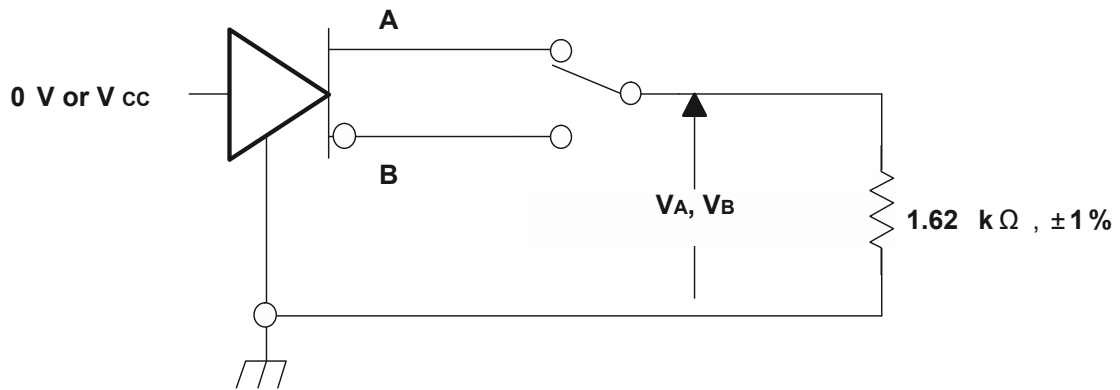 A
0 V or V CC
B
VA, VB
1.62 kΩ , ±1%